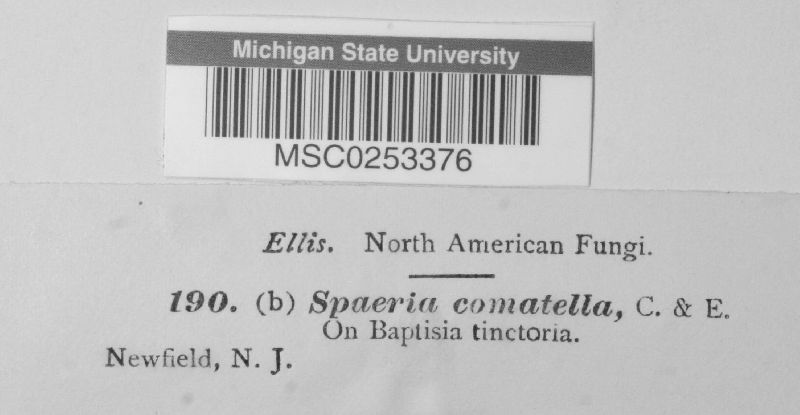 Michigan State University
MSC0253376
Ellis. North American Fungi.
190. (b) Spaeria comatella, C. & E.
On Baptisia tinctoria.
Newfield, N. J.